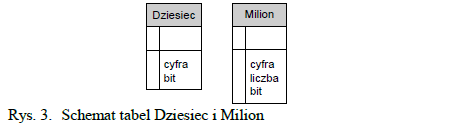 Dziesiec
cyfra
bit
Milion
cyfra
liczba
bit
Rys. 3. Schemat tabel Dziesiec i Milion